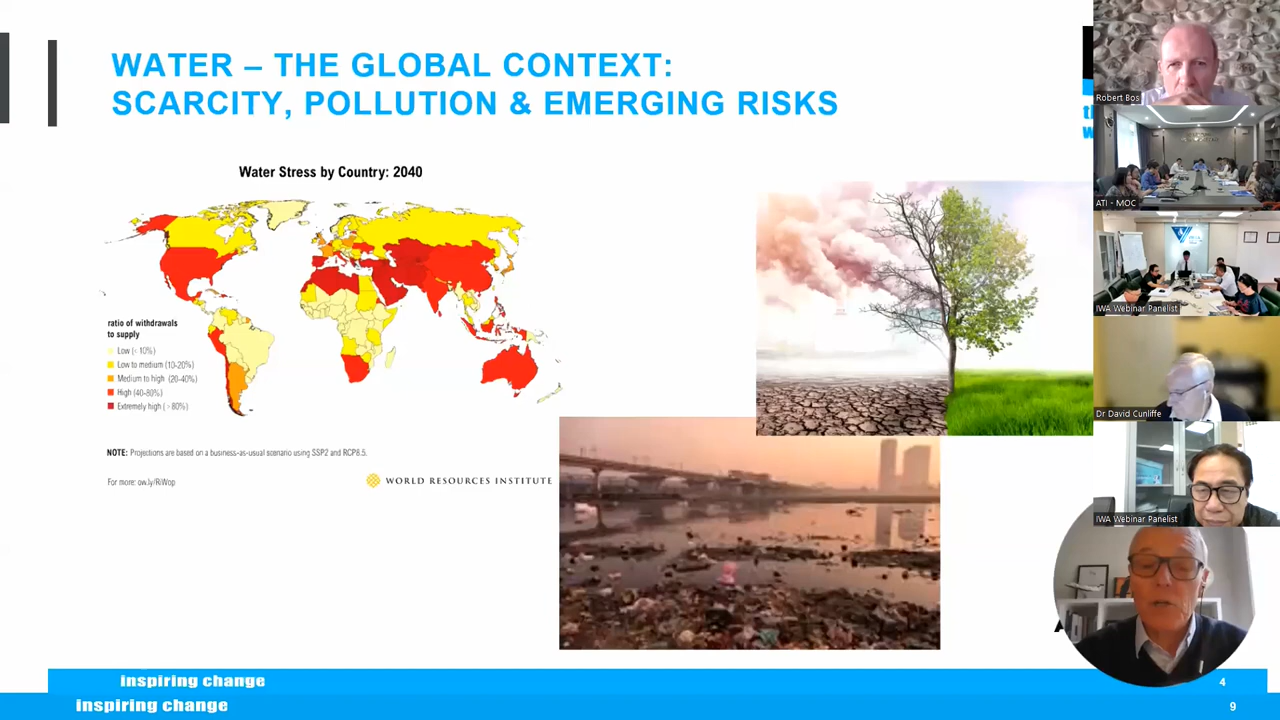 WATER – THE GLOBAL CONTEXT:
SCARCITY, POLLUTION & EMERGING RISKS
Water Stress by Country: 2040
ratio of withdrawals
to supply
Low (< 10%)
Low to medium (10-20%)
Medium to high (20-40%)
High (40-80%)
Extremely high ( > 80%)
NOTE: Projections are based on a business-as-usual scenario using SSP2 and RCP8.5.
For more: ow.ly/RiWop
WORLD RESOURCES INSTITUTE
Robert Bos
ATI - MOC
IWA Webinar Panelist
Dr David Cunliffe
IWA Webinar Panelist
inspiring change
4
inspiring change
9